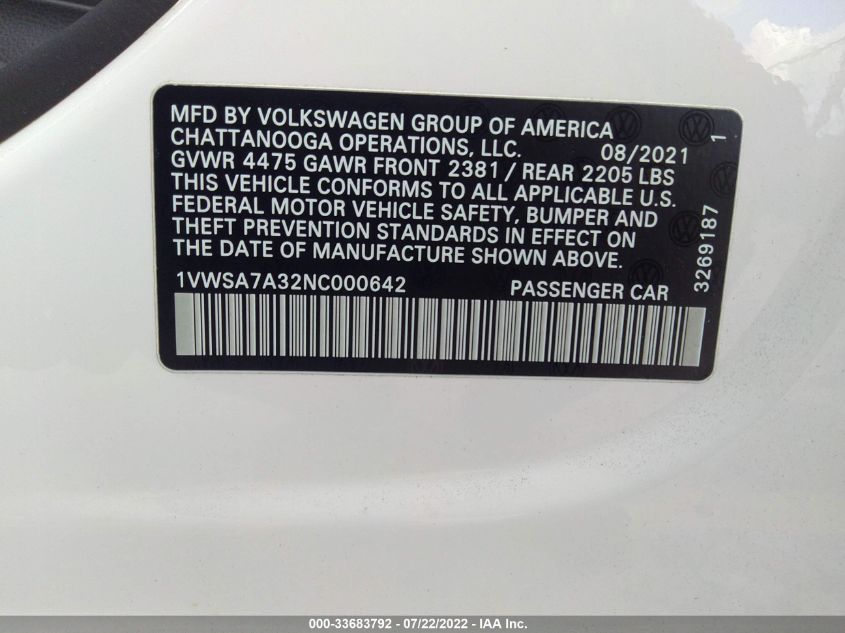 MFD BY VOLKSWAGEN GROUP OF AMERICA
CHATTANOOGA OPERATIONS, LLC. 08/2021 1
GVWR 4475 GAWR FRONT 2381 / REAR 2205 LBS
THIS VEHICLE CONFORMS TO ALL APPLICABLE U.S.
FEDERAL MOTOR VEHICLE SAFETY, BUMPER AND
THEFT PREVENTION STANDARDS IN EFFECT ON
THE DATE OF MANUFACTURE SHOWN ABOVE.
1VWSA7A32NC000642 PASSENGER CAR
3269187
000-33683792 - 07/22/2022 - IAA Inc.